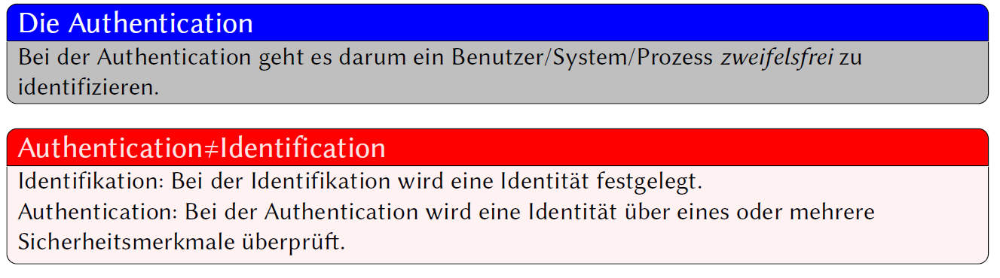 Die Authentication
Bei der Authentication geht es darum ein Benutzer/System/Prozess zweifelsfrei zu
identifizieren.
Authentication≠Identification
Identifikation: Bei der Identifikation wird eine Identität festgelegt.
Authentication: Bei der Authentication wird eine Identität über eines oder mehrere
Sicherheitsmerkmale überprüft.